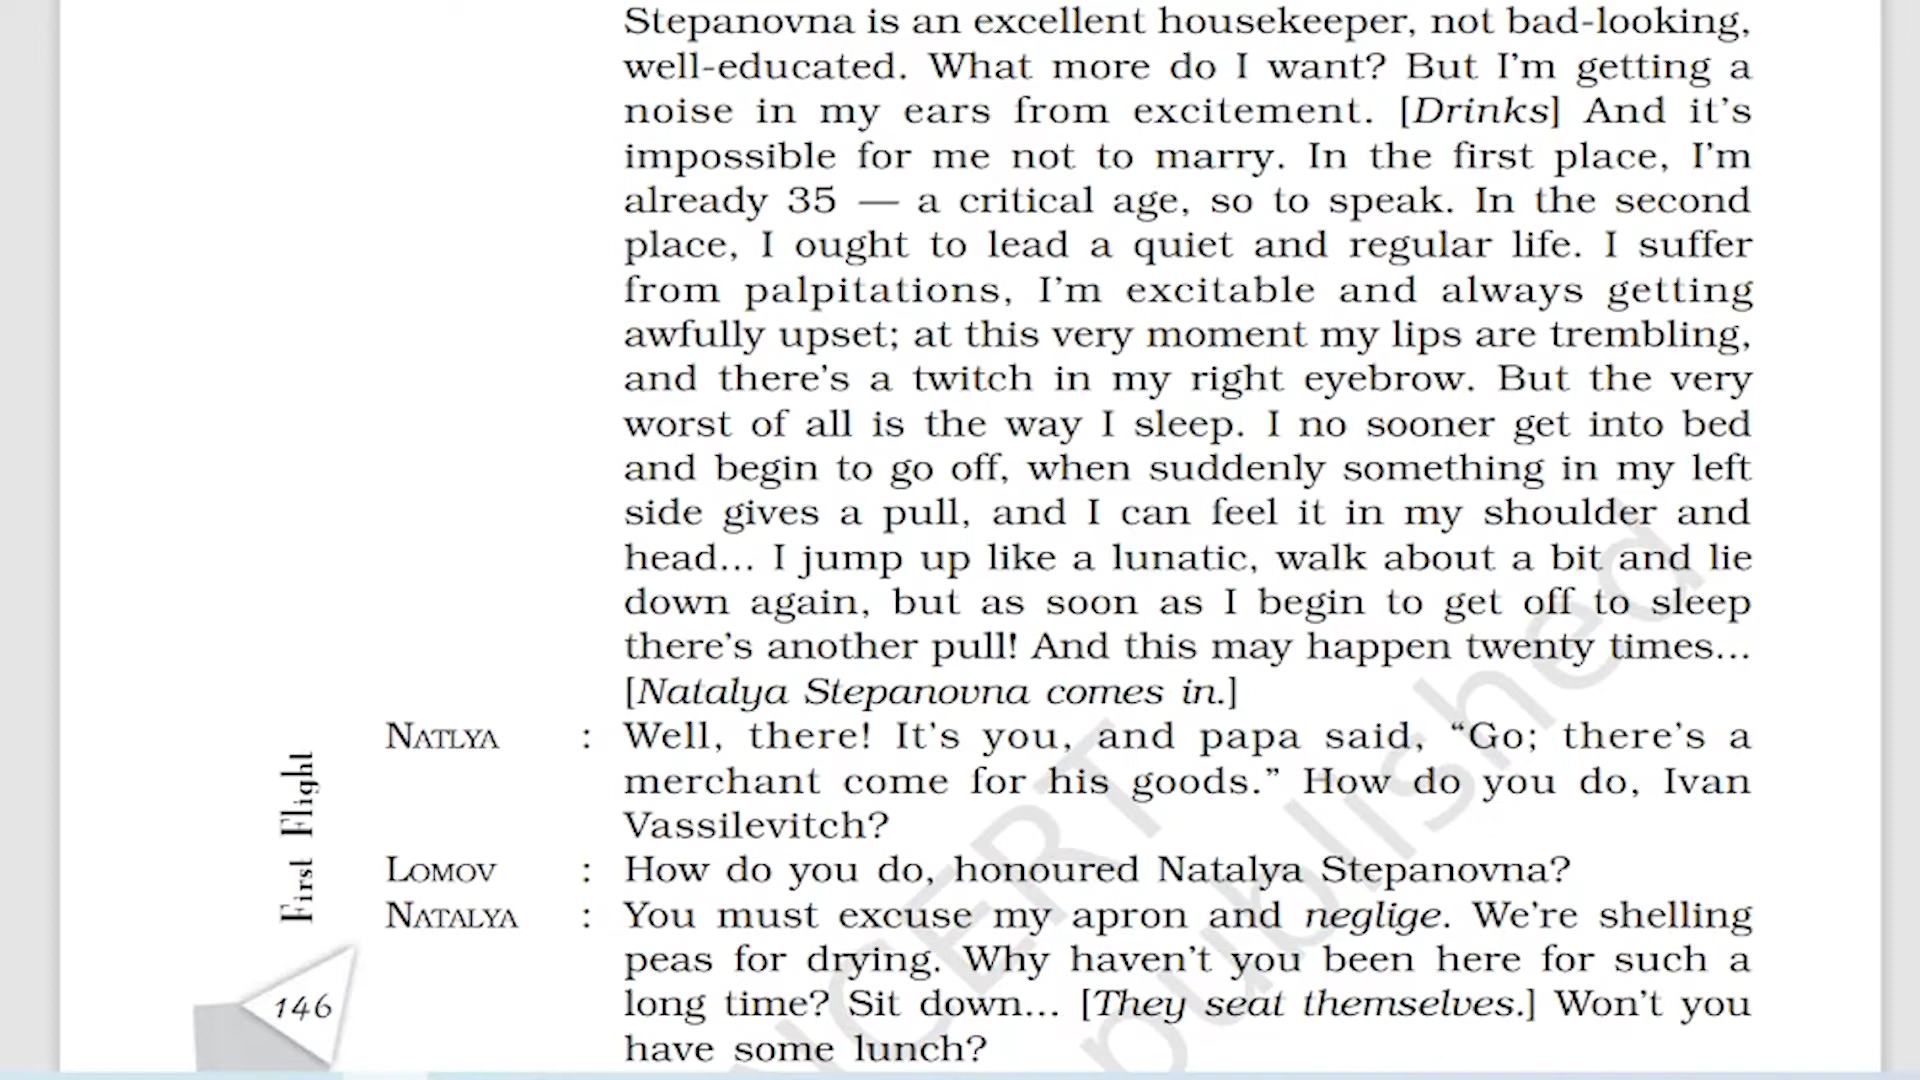 Stepanovna is an excellent housekeeper, not bad-looking,
well-educated. What more do I want? But I'm getting a
noise in my ears from excitement. [Drinks] And it's
impossible for me not to marry. In the first place, I'm
already 35 — a critical age, so to speak. In the second
place, I ought to lead a quiet and regular life. I suffer
from palpitations, I'm excitable and always getting
awfully upset; at this very moment my lips are trembling,
and there's a twitch in my right eyebrow. But the very
worst of all is the way I sleep. I no sooner get into bed
and begin to go off, when suddenly something in my left
side gives a pull, and I can feel it in my shoulder and
head... I jump up like a lunatic, walk about a bit and lie
down again, but as soon as I begin to get off to sleep
there's another pull! And this may happen twenty times...
[Natalya Stepanovna comes in.]
NATLYA : Well, there! It's you, and papa said, “Go; there's a
merchant come for his goods.” How do you do, Ivan
Vassilevitch?
LOMOV : How do you do, honoured Natalya Stepanovna?
NATALYA : You must excuse my apron and neglige. We're shelling
peas for drying. Why haven't you been here for such a
long time? Sit down... [They seat themselves.] Won't you
have some lunch?
First Flight
146
NCERT
published